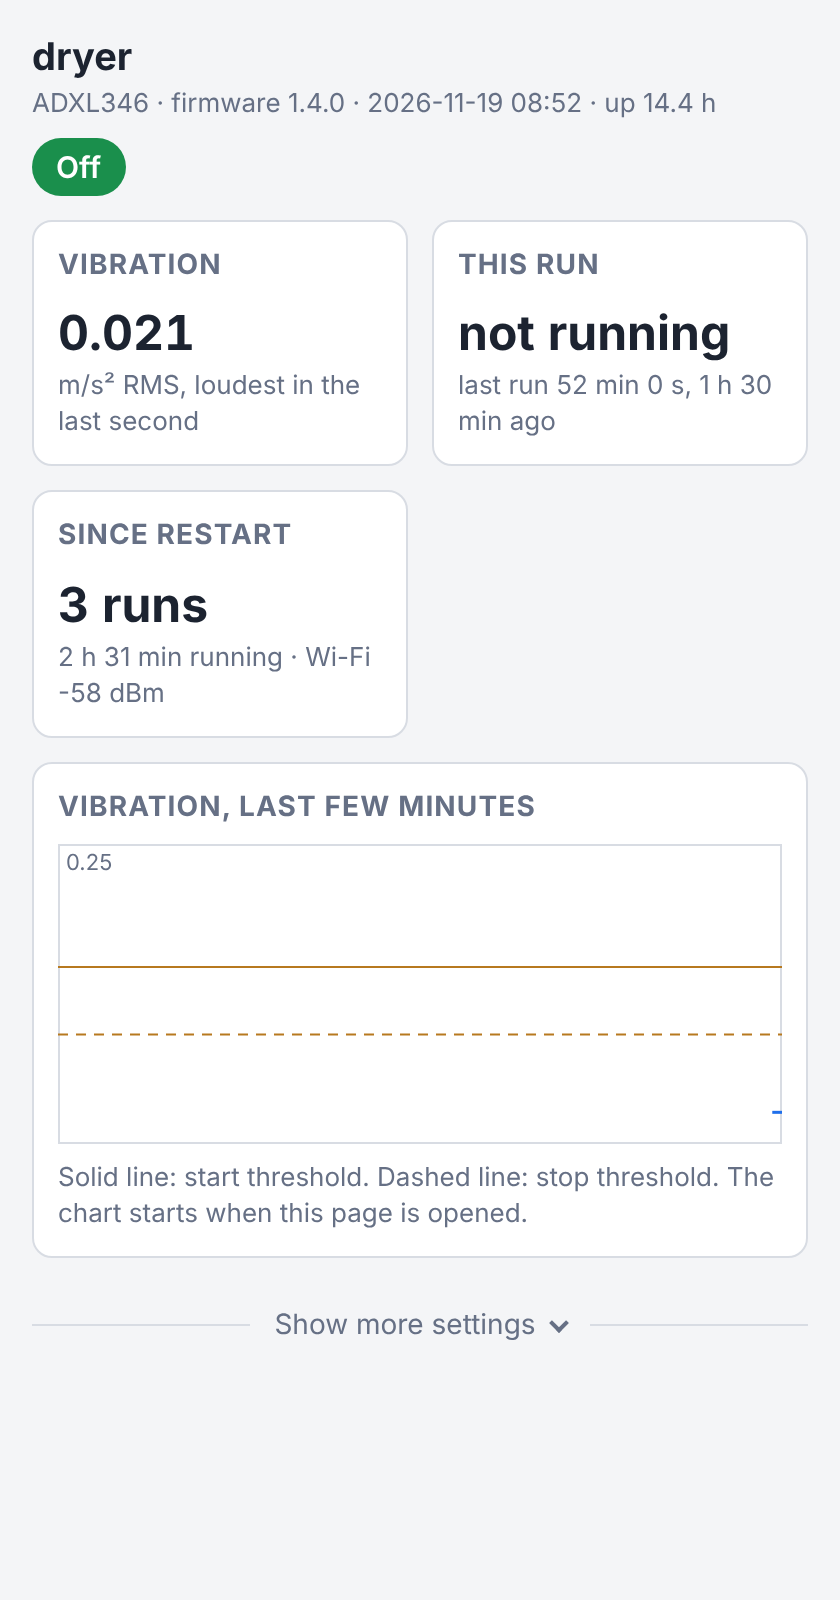 dryer
ADXL346 · firmware 1.4.0 · 2026-11-19 08:52 · up 14.4 h
Off
VIBRATION
0.021
m/s² RMS, loudest in the
last second
THIS RUN
not running
last run 52 min 0 s, 1 h 30
min ago
SINCE RESTART
3 runs
2 h 31 min running · Wi-Fi
-58 dBm
VIBRATION, LAST FEW MINUTES
0.25
Solid line: start threshold. Dashed line: stop threshold. The
chart starts when this page is opened.
Show more settings